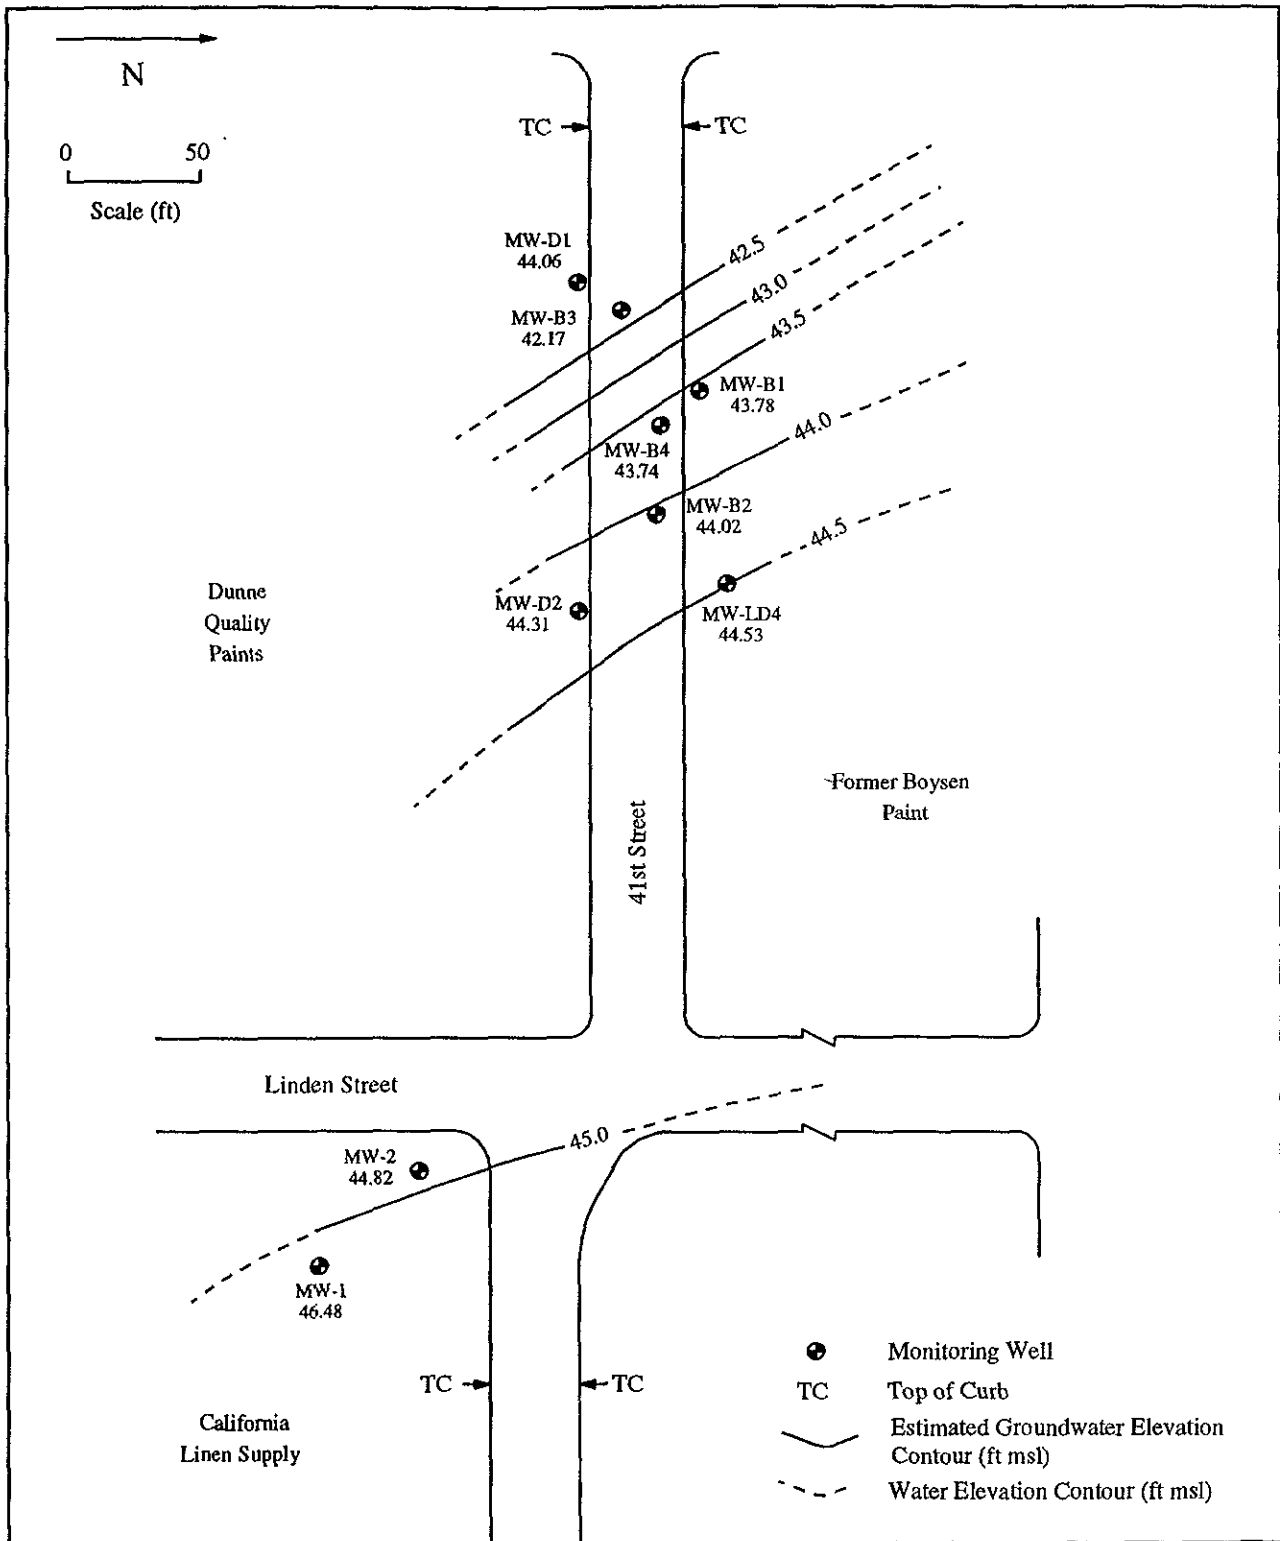 N
0 50
Scale (ft)
TC TC
MW-D1
44.06
MW-B3
42.17
42.5
43.0
43.5
MW-B1
43.78
MW-B4
43.74
44.0
MW-B2
44.02
44.5
MW-D2
44.31
MW-LD4
44.53
Dunne
Quality
Paints
Former Boysen
Paint
41st Street
Linden Street
45.0
MW-2
44.82
MW-1
46.48
TC TC
California
Linen Supply
Monitoring Well
TC Top of Curb
Estimated Groundwater Elevation
Contour (ft msl)
Water Elevation Contour (ft msl)